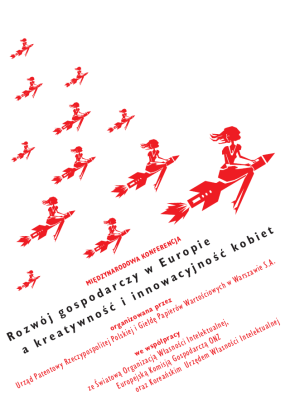 MIĘDZYNARODOWA KONFERENCJA
Rozwój gospodarczy w Europie
a kreatywność i innowacyjność kobiet
organizowana przez
Urząd Patentowy Rzeczypospolitej Polskiej i Giełdę Papierów Wartościowych w Warszawie S.A.
we współpracy
ze Światową Organizacją Własności Intelektualnej,
Europejską Komisją Gospodarczą ONZ
oraz Koreańskim Urzędem Własności Intelektualnej